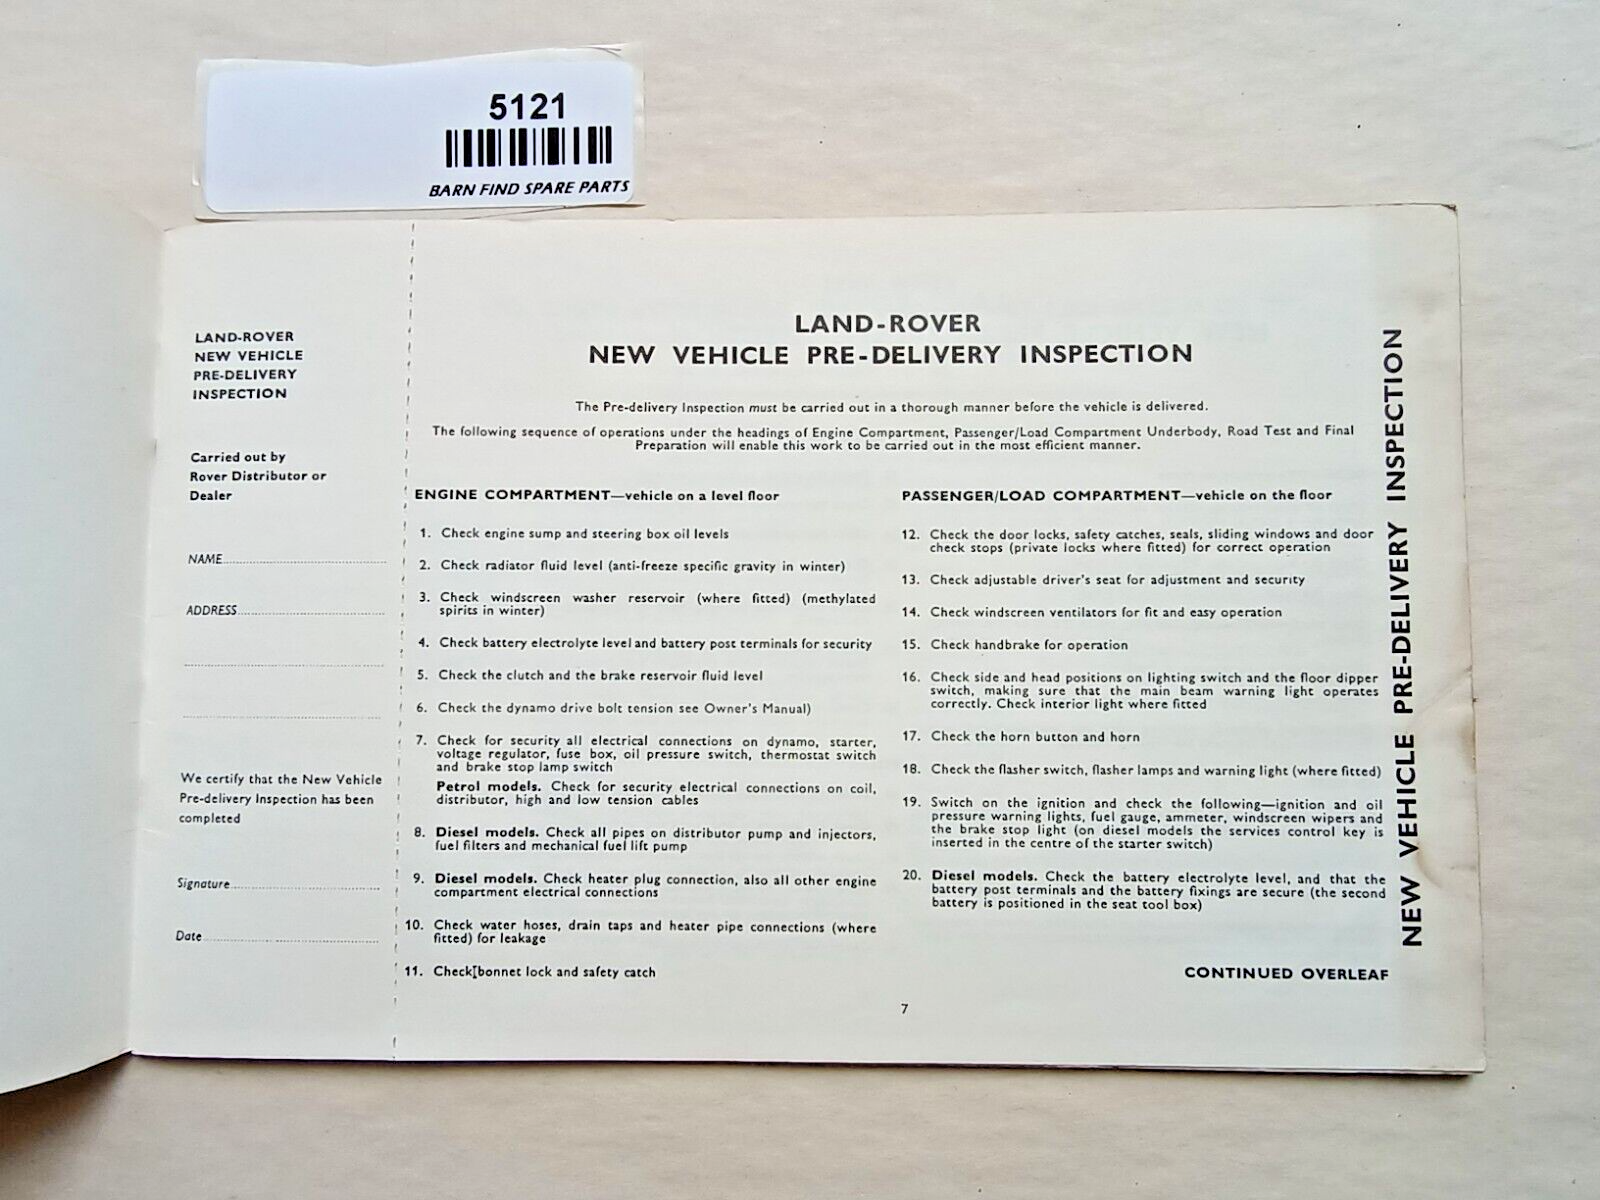 5121
BARN FIND SPARE PARTS
LAND-ROVER
NEW VEHICLE
PRE-DELIVERY
INSPECTION
Carried out by
Rover Distributor or
Dealer
NAME
ADDRESS
We certify that the New Vehicle
Pre-delivery Inspection has been
completed
Signature
Date
LAND-ROVER
NEW VEHICLE PRE-DELIVERY INSPECTION
The Pre-delivery Inspection must be carried out in a thorough manner before the vehicle is delivered.
The following sequence of operations under the headings of Engine Compartment, Passenger/Load Compartment Underbody, Road Test and Final
Preparation will enable this work to be carried out in the most efficient manner.
ENGINE COMPARTMENT—vehicle on a level floor
1. Check engine sump and steering box oil levels
2. Check radiator fluid level (anti-freeze specific gravity in winter)
3. Check windscreen washer reservoir (where fitted) (methylated
spirits in winter)
4. Check battery electrolyte level and battery post terminals for security
5. Check the clutch and the brake reservoir fluid level
6. Check the dynamo drive bolt tension see Owner's Manual)
7. Check for security all electrical connections on dynamo, starter,
voltage regulator, fuse box, oil pressure switch, thermostat switch
and brake stop lamp switch
Petrol models. Check for security electrical connections on coil,
distributor, high and low tension cables
8. Diesel models. Check all pipes on distributor pump and injectors,
fuel filters and mechanical fuel lift pump
9. Diesel models. Check heater plug connection, also all other engine
compartment electrical connections
10. Check water hoses, drain taps and heater pipe connections (where
fitted) for leakage
11. Check[bonnet lock and safety catch
PASSENGER/LOAD COMPARTMENT—vehicle on the floor
12. Check the door locks, safety catches, seals, sliding windows and door
check stops (private locks where fitted) for correct operation
13. Check adjustable driver's seat for adjustment and security
14. Check windscreen ventilators for fit and easy operation
15. Check handbrake for operation
16. Check side and head positions on lighting switch and the floor dipper
switch, making sure that the main beam warning light operates
correctly. Check interior light where fitted
17. Check the horn button and horn
18. Check the flasher switch, flasher lamps and warning light (where fitted)
19. Switch on the ignition and check the following—ignition and oil
pressure warning lights, fuel gauge, ammeter, windscreen wipers and
the brake stop light (on diesel models the services control key is
inserted in the centre of the starter switch)
20. Diesel models. Check the battery electrolyte level, and that the
battery post terminals and the battery fixings are secure (the second
battery is positioned in the seat tool box)
CONTINUED OVERLEAF
7
NEW VEHICLE PRE-DELIVERY INSPECTION